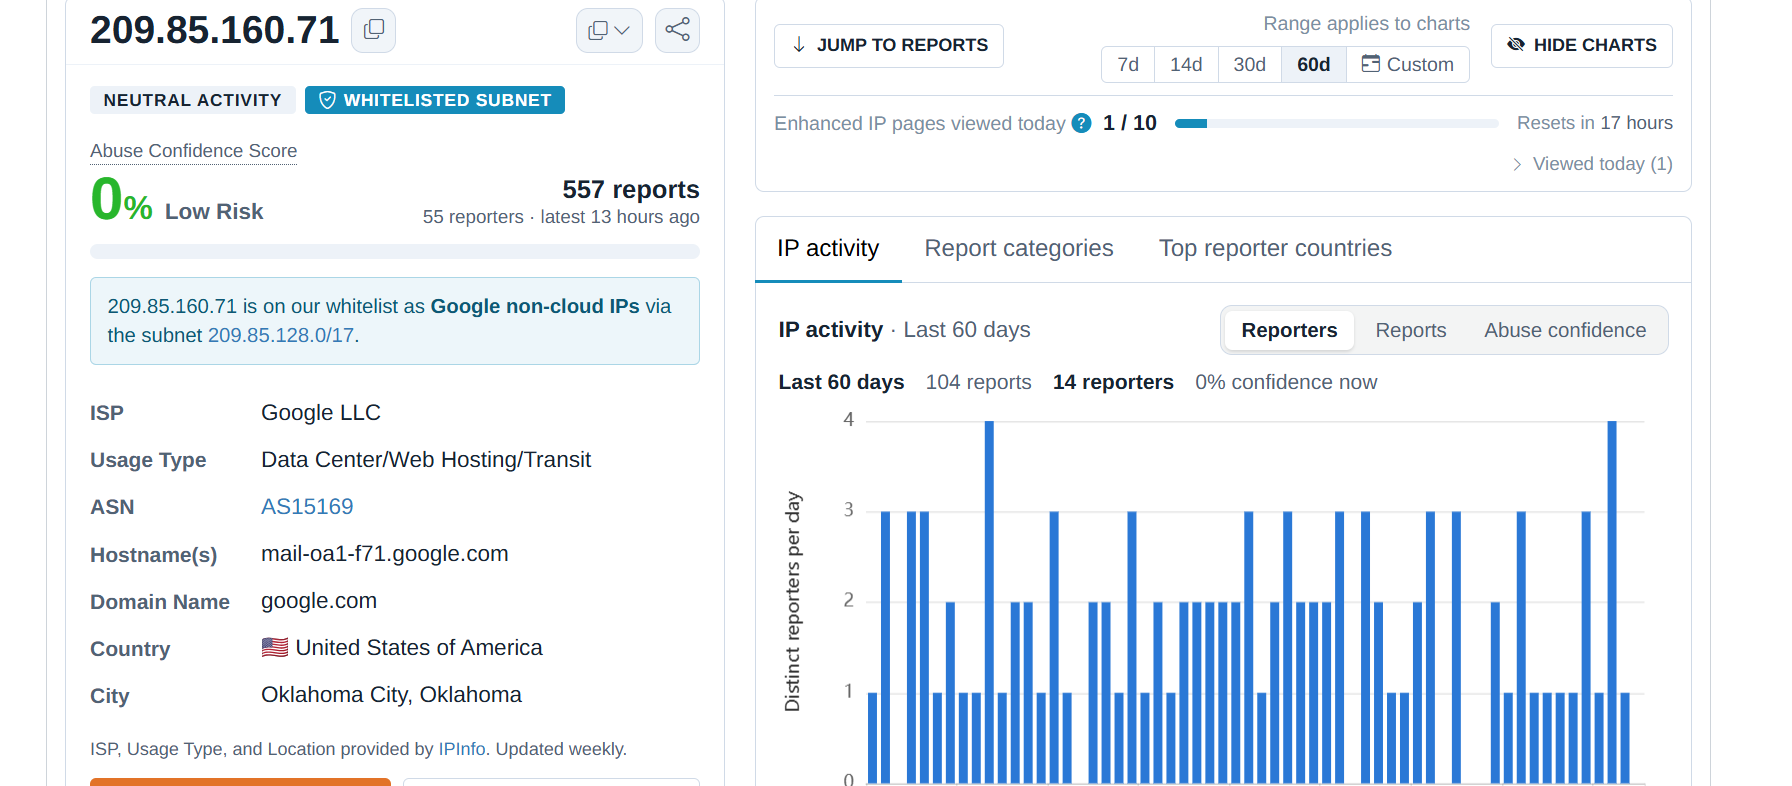 209.85.160.71
NEUTRAL ACTIVITY
WHITELISTED SUBNET
Abuse Confidence Score
0% Low Risk
557 reports
55 reporters · latest 13 hours ago
209.85.160.71 is on our whitelist as Google non-cloud IPs via
the subnet 209.85.128.0/17.
ISP Google LLC
Usage Type Data Center/Web Hosting/Transit
ASN AS15169
Hostname(s) mail-oa1-f71.google.com
Domain Name google.com
Country United States of America
City Oklahoma City, Oklahoma
ISP, Usage Type, and Location provided by IPInfo. Updated weekly.
JUMP TO REPORTS
Range applies to charts
7d 14d 30d 60d Custom
HIDE CHARTS
Enhanced IP pages viewed today ? 1 / 10
Resets in 17 hours
Viewed today (1)
IP activity Report categories Top reporter countries
IP activity · Last 60 days
Reporters Reports Abuse confidence
Last 60 days 104 reports 14 reporters 0% confidence now
Distinct reporters per day
4
3
2
1
0